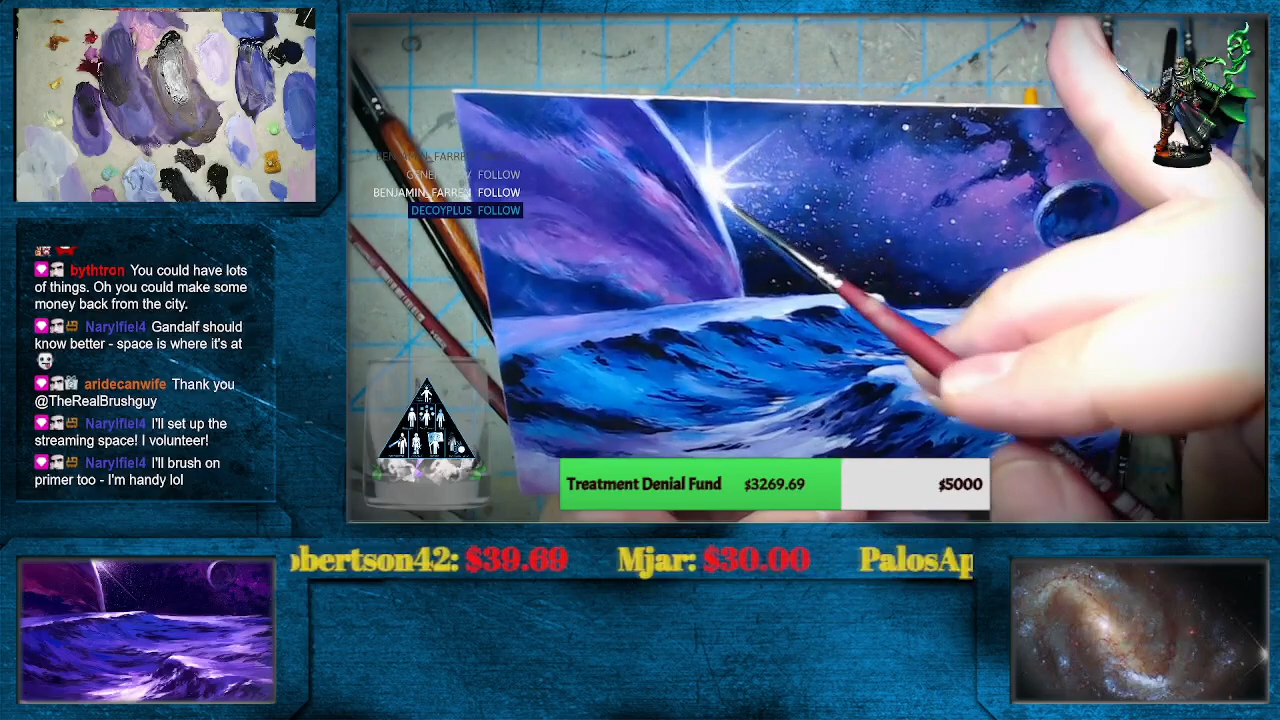 BENJAMIN_FARRE
FOLLOW
BENJAMIN_FARREN FOLLOW
DECOYPLUS FOLLOW
bythtron You could have lots
of things. Oh you could make some
money back from the city.
Narylfiel4 Gandalf should
know better - space is where it's at
aridecanwife Thank you
@TheRealBrushguy
Narylfiel4 I'll set up the
streaming space! I volunteer!
Narylfiel4 I'll brush on
primer too - I'm handy lol
Treatment Denial Fund $3269.69 $5000
obertson42: $39.69 Mjar: $30.00 PalosAp